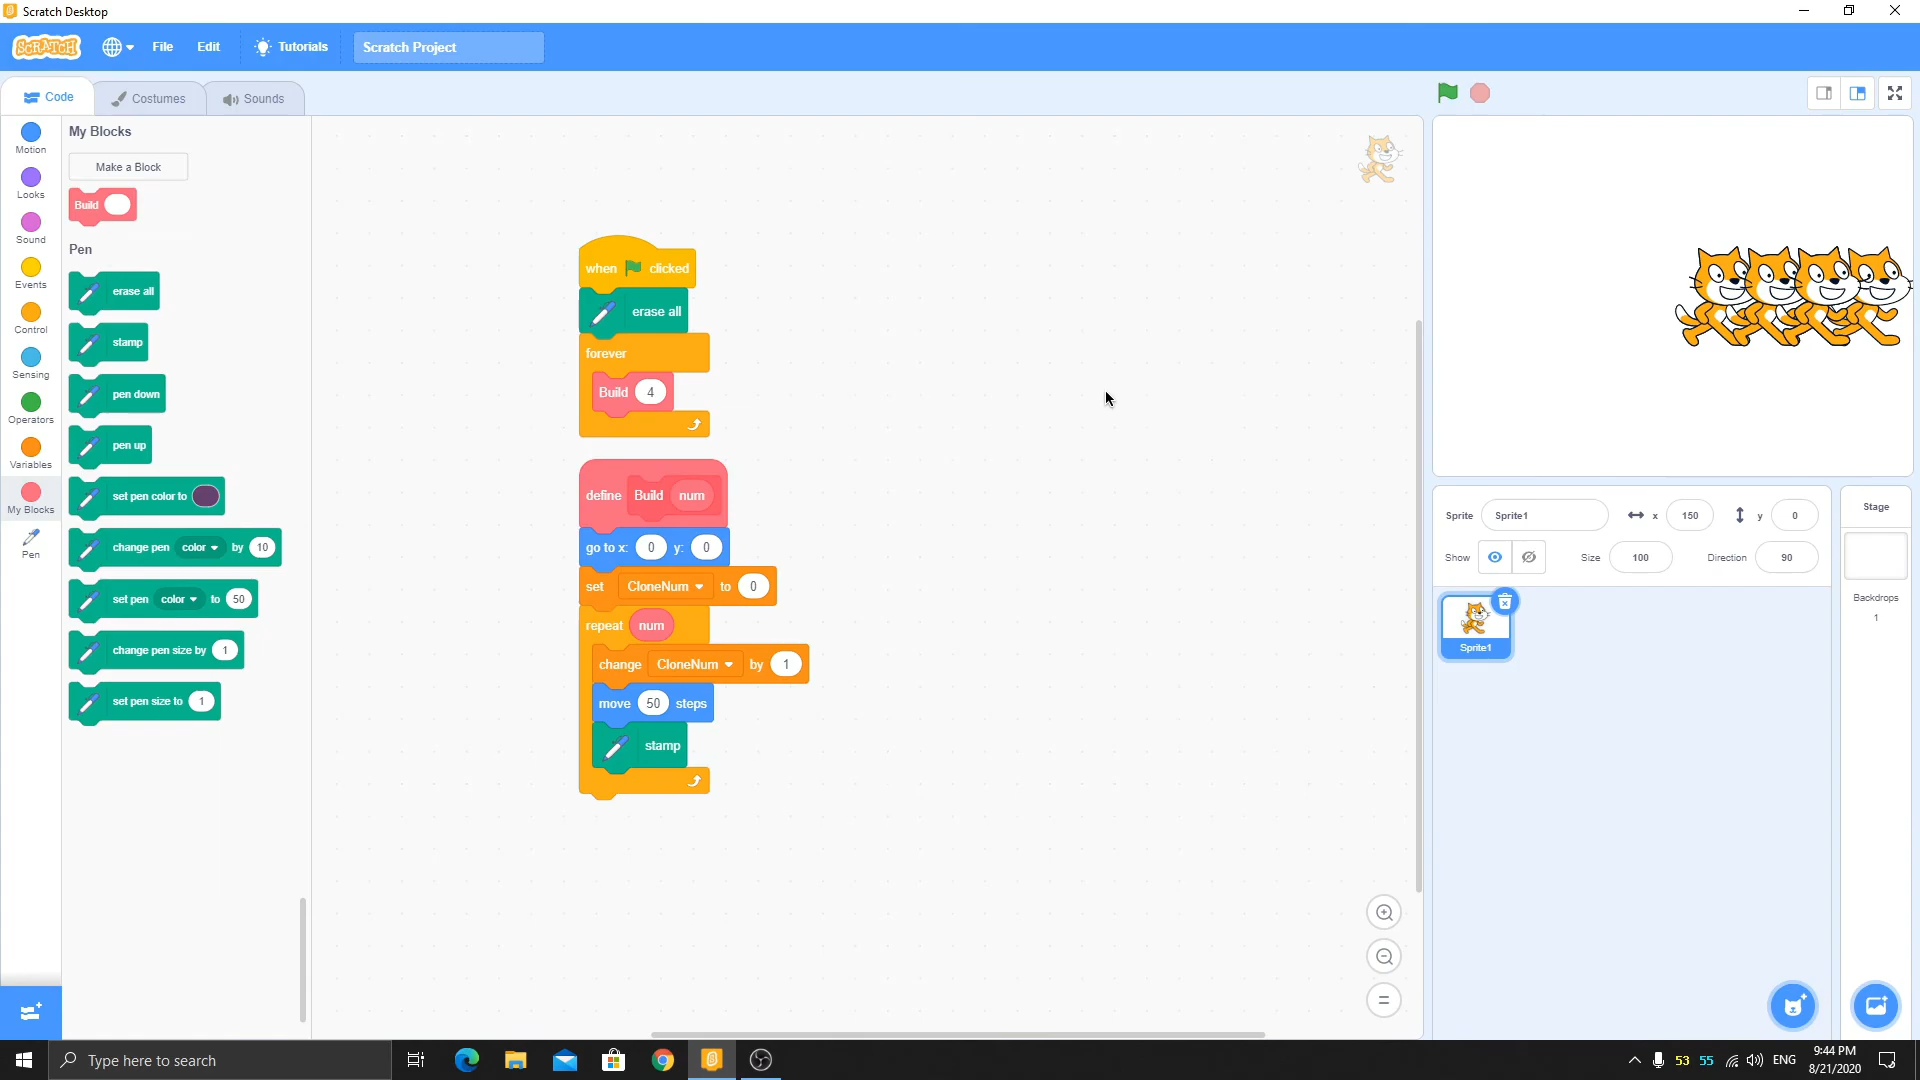 Scratch Desktop
SCRATCH File Edit Tutorials Scratch Project
Code Costumes Sounds
Motion
Looks
Sound
Events
Control
Sensing
Operators
Variables
My Blocks
Pen
My Blocks
Make a Block
Build
Pen
erase all
stamp
pen down
pen up
set pen color to
change pen color by 10
set pen color to 50
change pen size by 1
set pen size to 1
when clicked
erase all
forever
Build 4
define Build num
go to x: 0 y: 0
set CloneNum to 0
repeat num
change CloneNum by 1
move 50 steps
stamp
Sprite Sprite1 x 150 y 0
Show Size 100 Direction 90
Sprite1
Stage
Backdrops
1
Type here to search
53 55 ENG 9:44 PM
8/21/2020